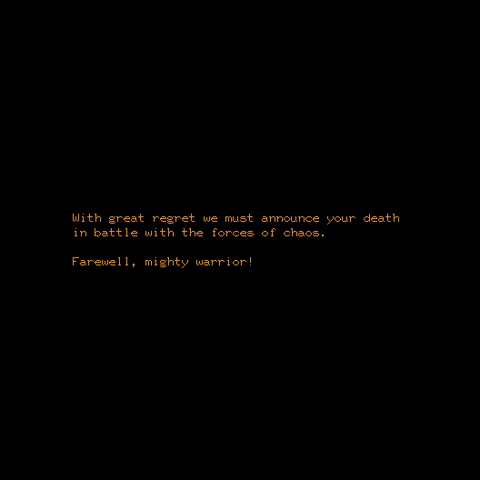 With great regret we must announce your death
in battle with the forces of chaos.
Farewell, mighty warrior!